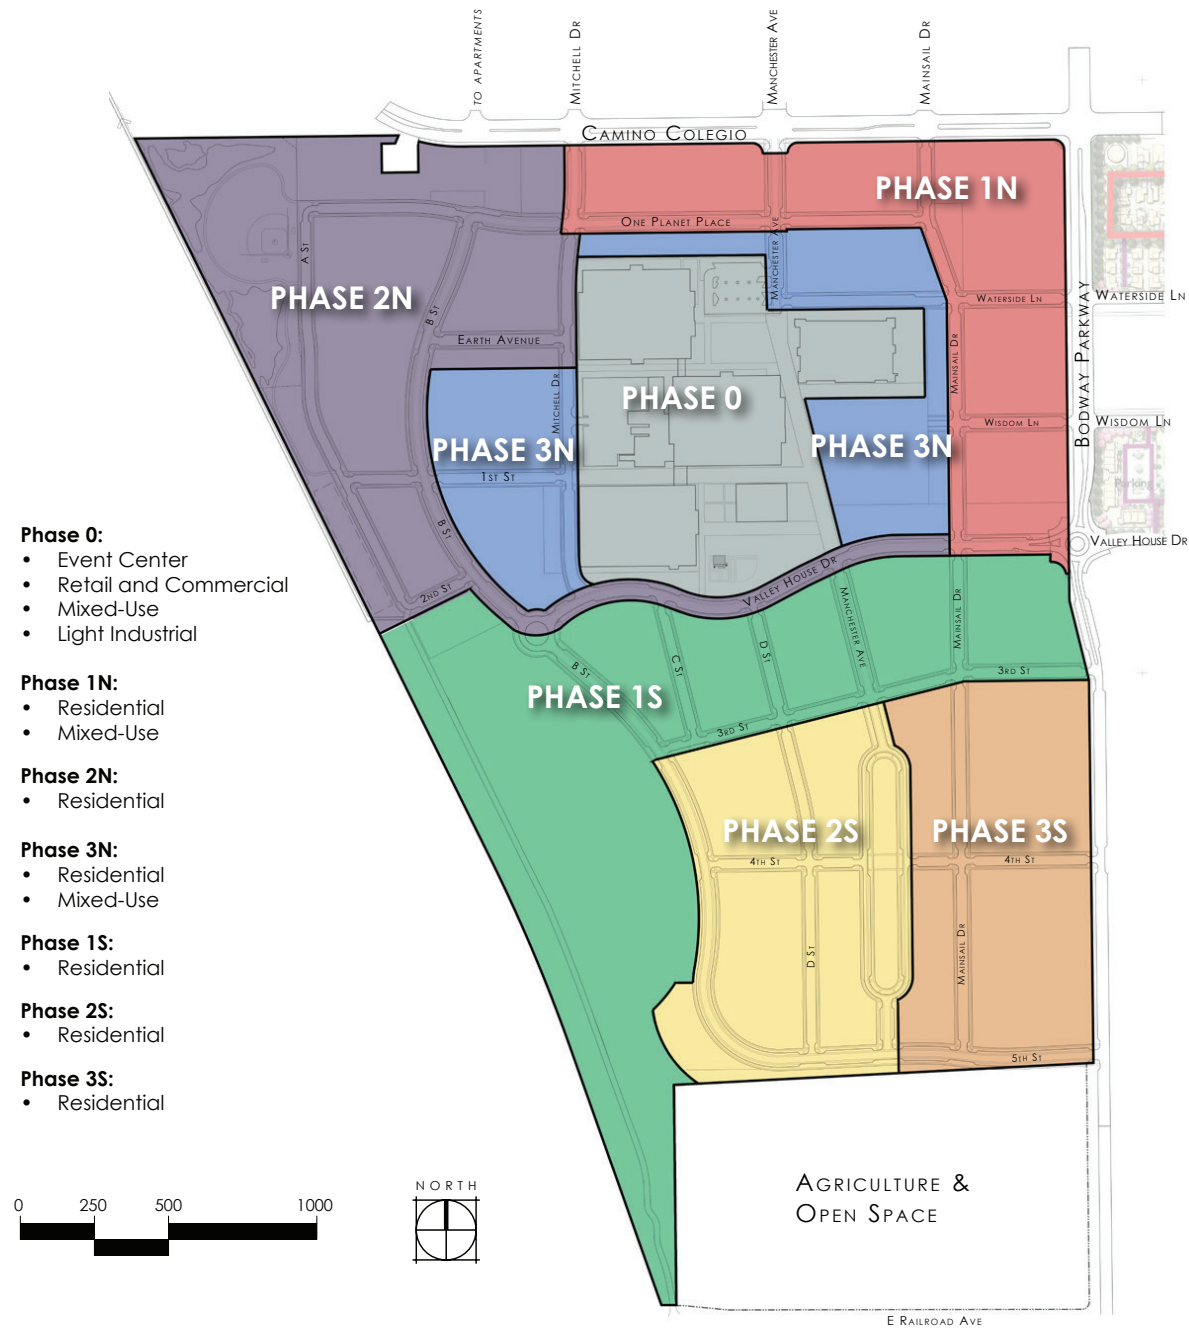 TO APARTMENTS
MITCHELL DR
MANCHESTER AVE
MAINSAIL DR
CAMINO COLEGIO
PHASE 1N
ONE PLANET PLACE
MANCHESTER AVE
A ST
PHASE 2N
B ST
WATERSIDE LN
WATERSIDE LN
BODWAY PARKWAY
EARTH AVENUE
MITCHELL DR
MAINSAIL DR
PHASE 0
WISDOM LN
WISDOM LN
PHASE 3N
PHASE 3N
1ST ST
Parking
B ST
VALLEY HOUSE DR
VALLEY HOUSE DR
2ND ST
MANCHESTER AVE
MAINSAIL DR
B ST
C ST
D ST
3RD ST
PHASE 1S
3RD ST
PHASE 2S
PHASE 3S
4TH ST
4TH ST
D ST
MAINSAIL DR
5TH ST
AGRICULTURE &
OPEN SPACE
E RAILROAD AVE
Phase 0:
• Event Center
• Retail and Commercial
• Mixed-Use
• Light Industrial
Phase 1N:
• Residential
• Mixed-Use
Phase 2N:
• Residential
Phase 3N:
• Residential
• Mixed-Use
Phase 1S:
• Residential
Phase 2S:
• Residential
Phase 3S:
• Residential
0 250 500 1000
NORTH